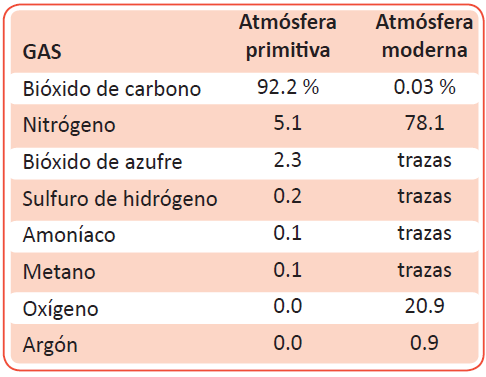 GAS Atmósfera primitiva Atmósfera moderna
Bióxido de carbono 92.2 % 0.03 %
Nitrógeno 5.1 78.1
Bióxido de azufre 2.3 trazas
Sulfuro de hidrógeno 0.2 trazas
Amoníaco 0.1 trazas
Metano 0.1 trazas
Oxígeno 0.0 20.9
Argón 0.0 0.9